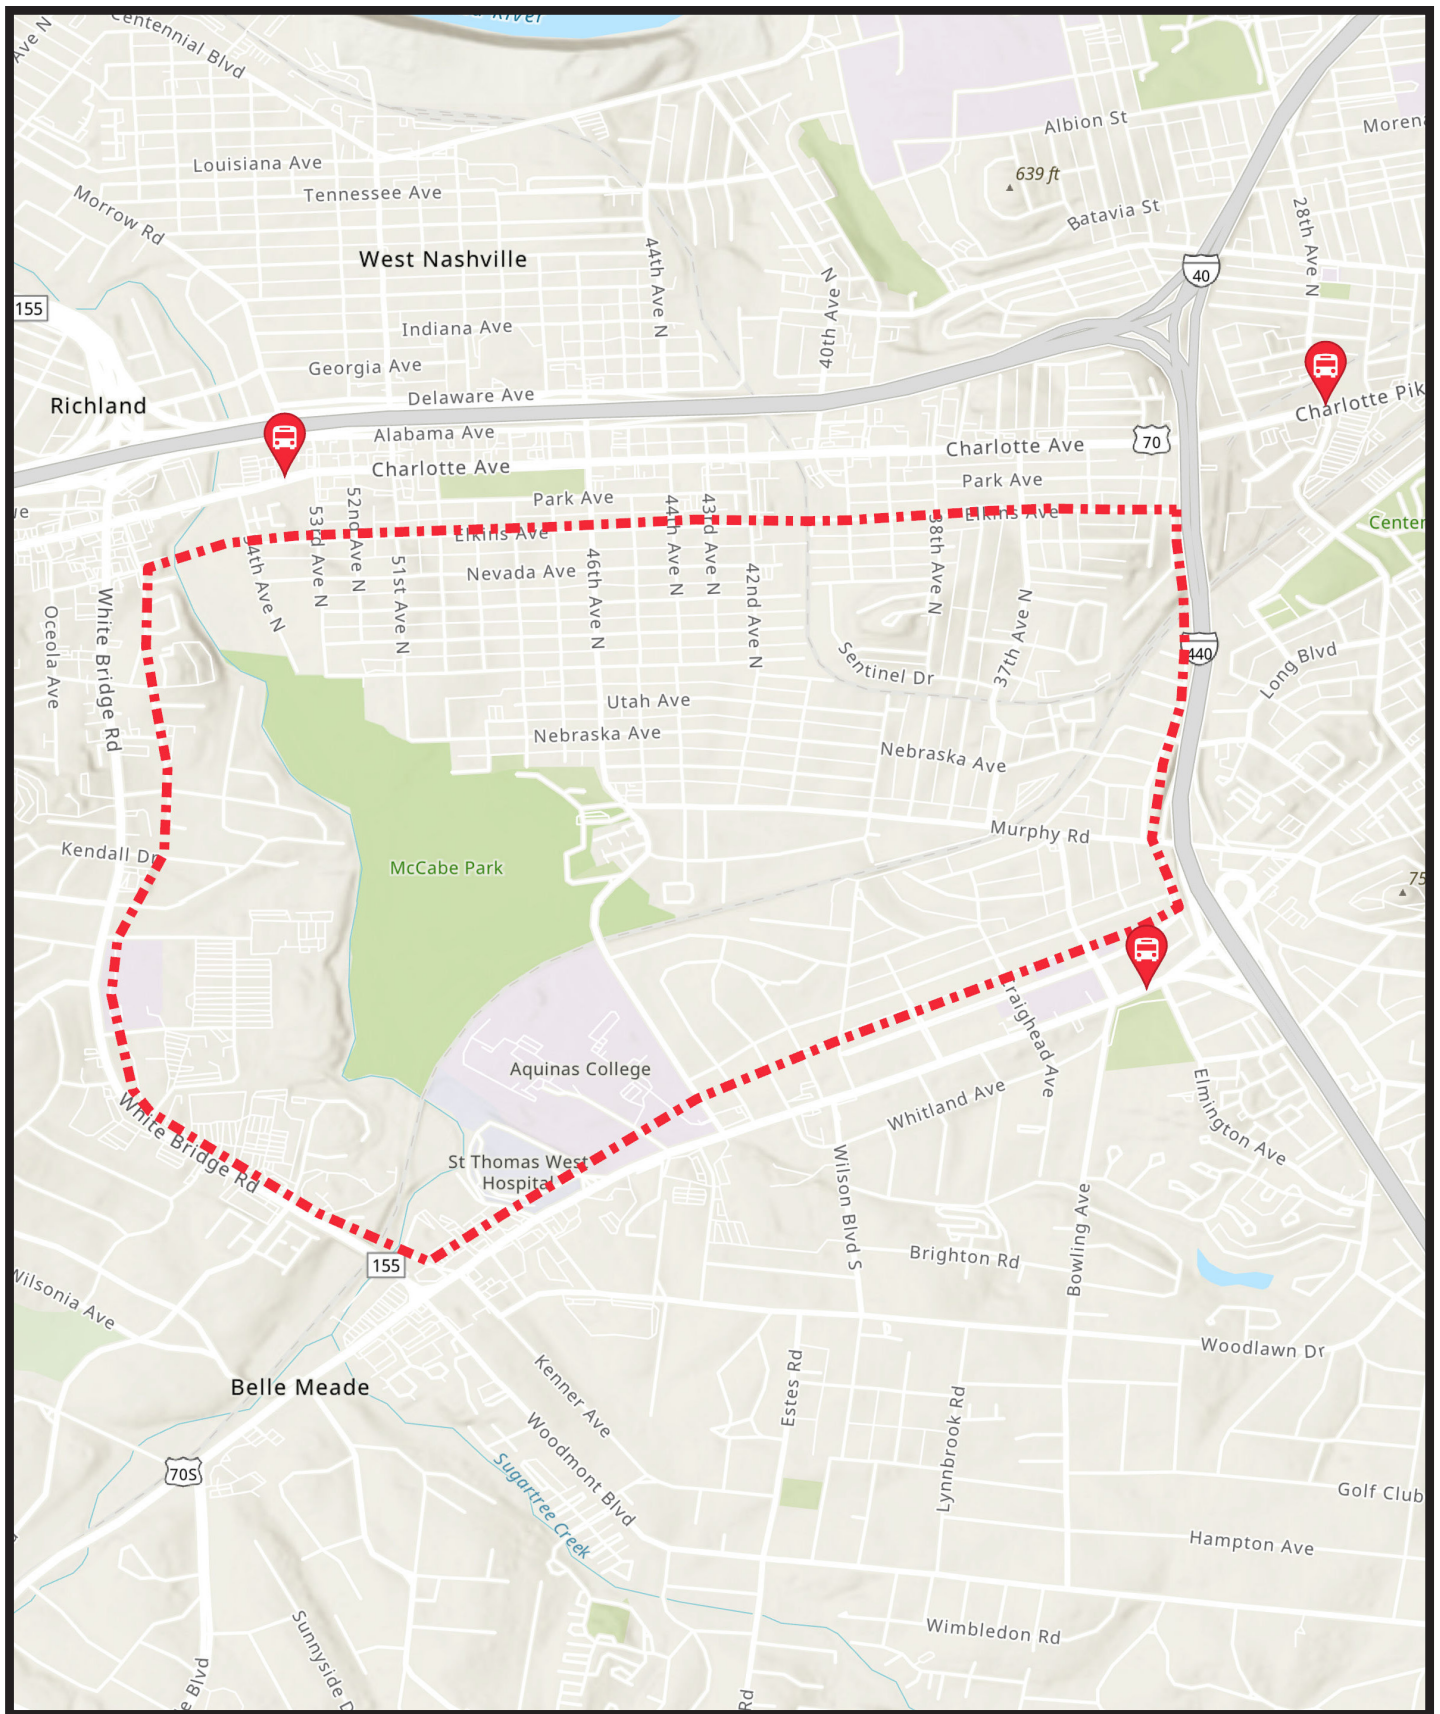 River
Centennial Blvd
Ave N
Albion St
Louisiana Ave
639 ft
Tennessee Ave
Morrow Rd
Batavia St
28th Ave N
West Nashville
44th Ave N
40
155
40th Ave N
Indiana Ave
Georgia Ave
Delaware Ave
Richland
Charlotte Pik
Alabama Ave
70
Charlotte Ave
Charlotte Ave
Park Ave
Park Ave
52nd Ave N
53rd Ave N
44th Ave N
43rd Ave N
38th Ave N
Elkins Ave
Elkins Ave
Center
54th Ave N
51st Ave N
Nevada Ave
46th Ave N
42nd Ave N
37th Ave N
Oceola Ave
White Bridge Rd
440
Long Blvd
Sentinel Dr
Utah Ave
Nebraska Ave
Nebraska Ave
Murphy Rd
Kendall Dr
McCabe Park
75
raighead Ave
Aquinas College
Whitland Ave
Elmington Ave
White Bridge Rd
St Thomas West
Hospital
Wilson Blvd S
Bowling Ave
Brighton Rd
155
Wilsonia Ave
Woodlawn Dr
Belle Meade
Kenner Ave
Estes Rd
Lynnbrook Rd
Woodmont Blvd
70S
Sugartree Creek
Golf Club
Hampton Ave
Sunnyside D
Wimbledon Rd
e Blvd
Rd